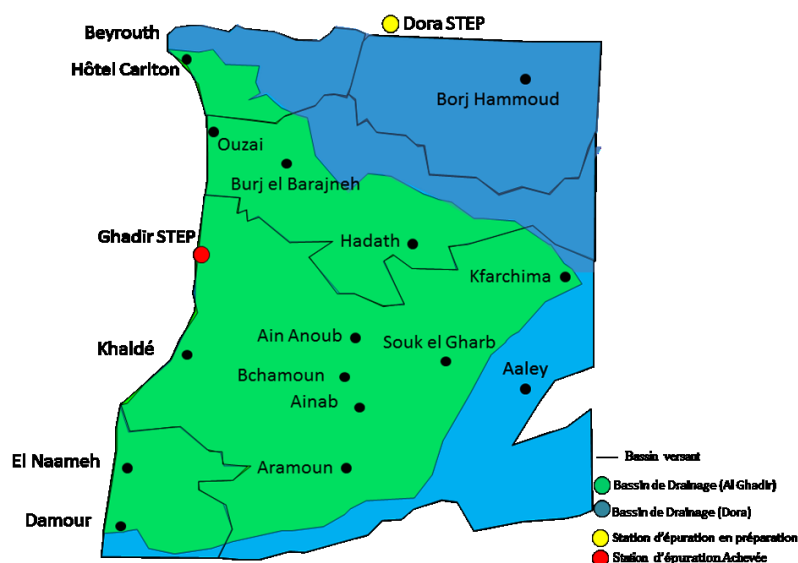 Dora STEP
Beyrouth
Hôtel Carlton
Borj Hammoud
Ouzai
Burj el Barajneh
Ghadir STEP
Hadath
Kfarchima
Ain Anoub
Souk el Gharb
Khaldé
Aaley
Bchamoun
Ainab
El Naameh
Aramoun
Damour
Bassin versant
Bassin de Drainage (Al Ghadir)
Bassin de Drainage (Dora)
Station d'épuration en préparation
Station d'épuration Achevée